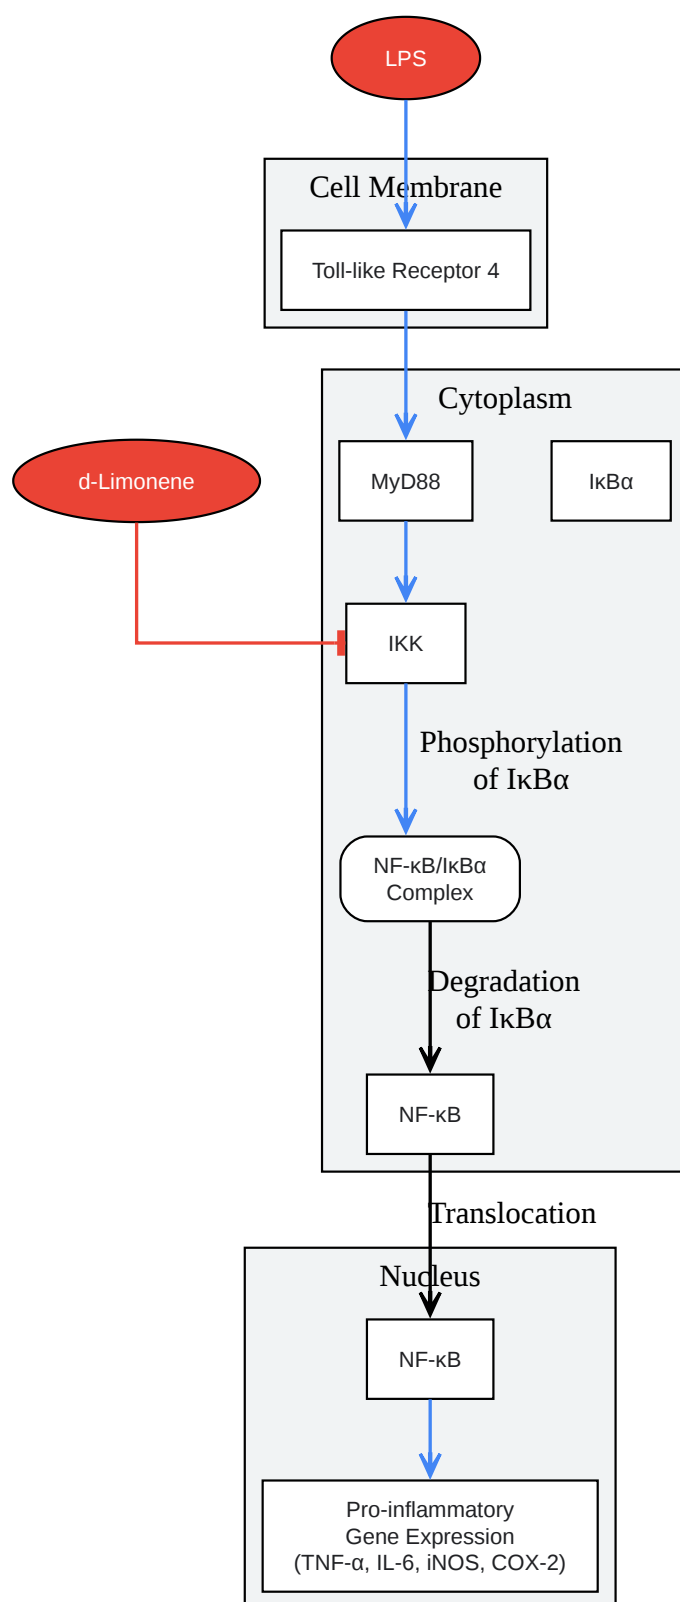 LPS
Cell Membrane
Toll-like Receptor 4
Cytoplasm
d-Limonene
MyD88
IκBα
IKK
Phosphorylation
of IκBα
NF-κB/IκBα
Complex
Degradation
of IκBα
NF-κB
Translocation
Nucleus
NF-κB
Pro-inflammatory
Gene Expression
(TNF-α, IL-6, iNOS, COX-2)